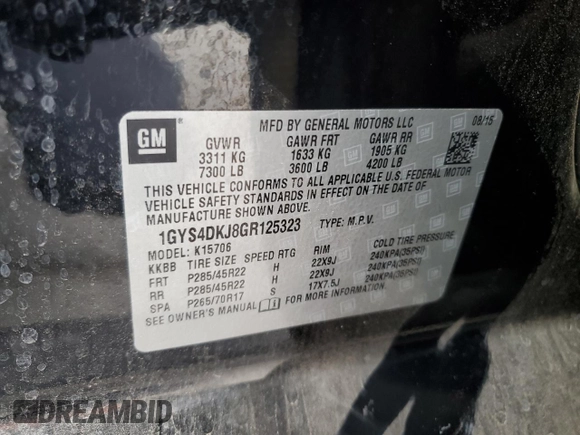 MFD BY GENERAL MOTORS LLC 08/15
GM
GVWR GAWR FRT GAWR RR
3311 KG 1633 KG 1905 KG
7300 LB 3600 LB 4200 LB
THIS VEHICLE CONFORMS TO ALL APPLICABLE U.S. FEDERAL MOTOR
VEHICLE SAFETY STANDARDS IN EFFECT ON THE DATE OF
MANUFACTURE SHOWN ABOVE.
1GYS4DKJ8GR125323 TYPE: M.P.V.
MODEL: K15706
KKBB TIRE SIZE SPEED RTG RIM COLD TIRE PRESSURE
FRT P285/45R22 H 22X9J 240KPA(35PSI)
RR P285/45R22 H 22X9J 240KPA(35PSI)
SPA P265/70R17 S 17X7.5J 240KPA(35PSI)
SEE OWNER'S MANUAL FOR MORE INFORMATION.
DREAMBID